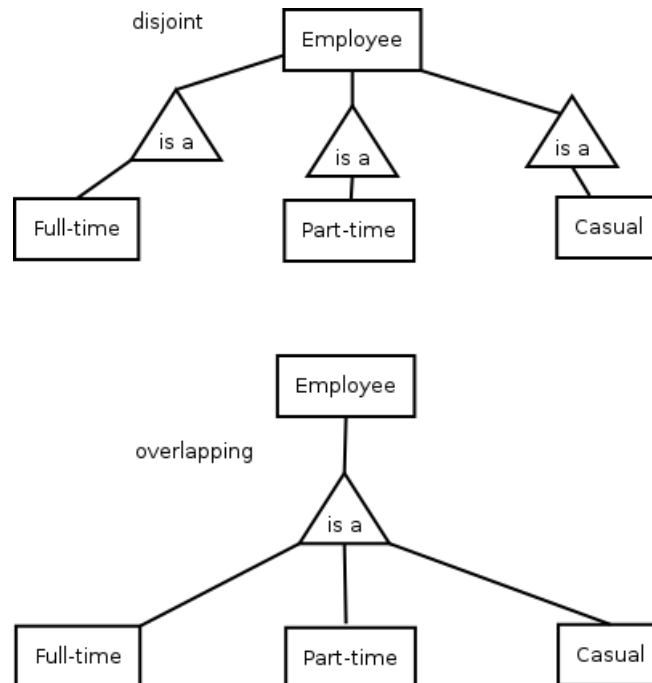 disjoint
Employee
is a
is a
is a
Full-time
Part-time
Casual
Employee
overlapping
is a
Full-time
Part-time
Casual